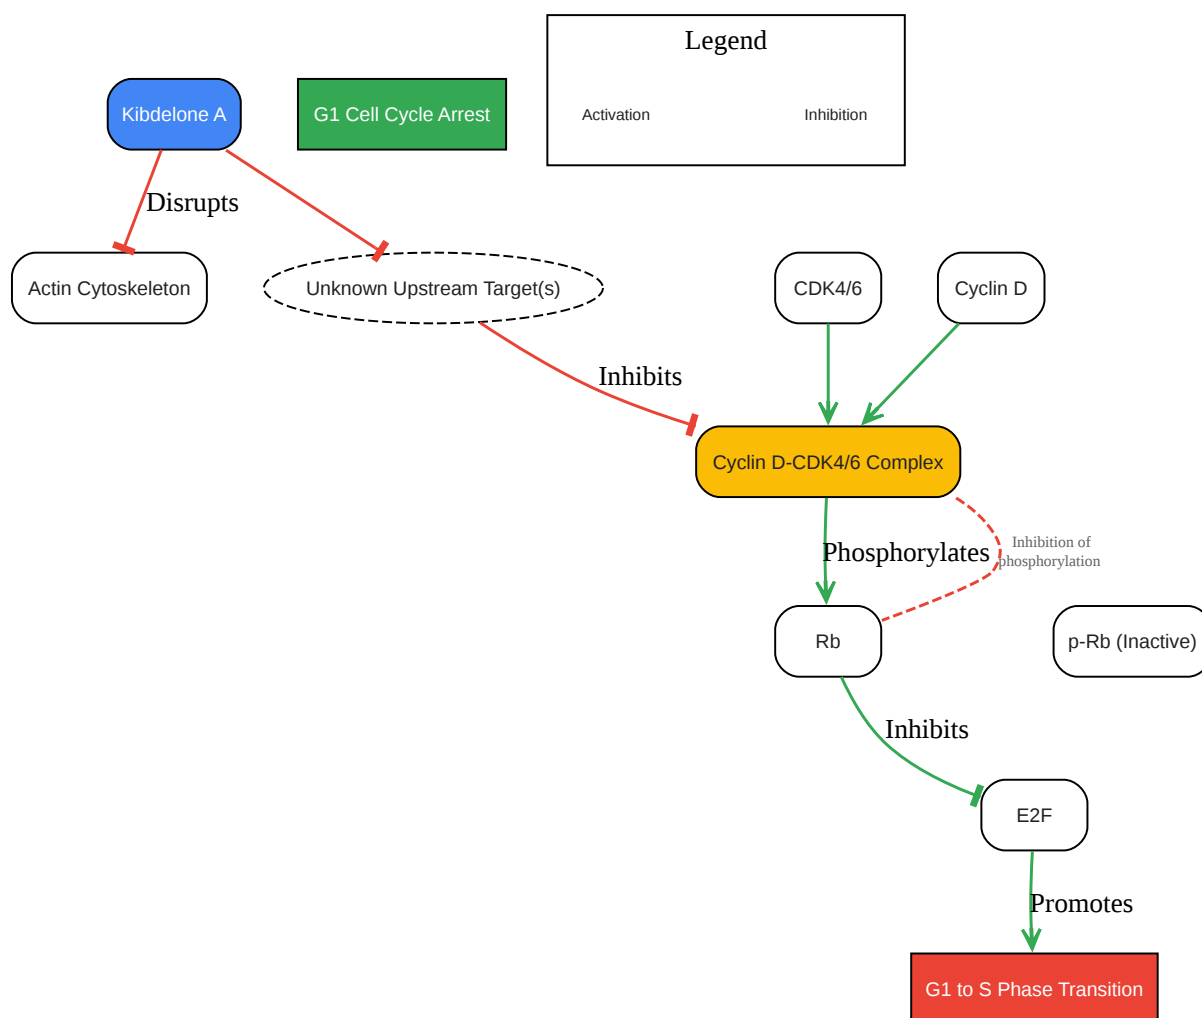 Legend
Kibdelone A
G1 Cell Cycle Arrest
Activation
Inhibition
Disrupts
Actin Cytoskeleton
Unknown Upstream Target(s)
CDK4/6
Cyclin D
Inhibits
Cyclin D-CDK4/6 Complex
Phosphorylates
Inhibition of
phosphorylation
Rb
p-Rb (Inactive)
Inhibits
E2F
Promotes
G1 to S Phase Transition